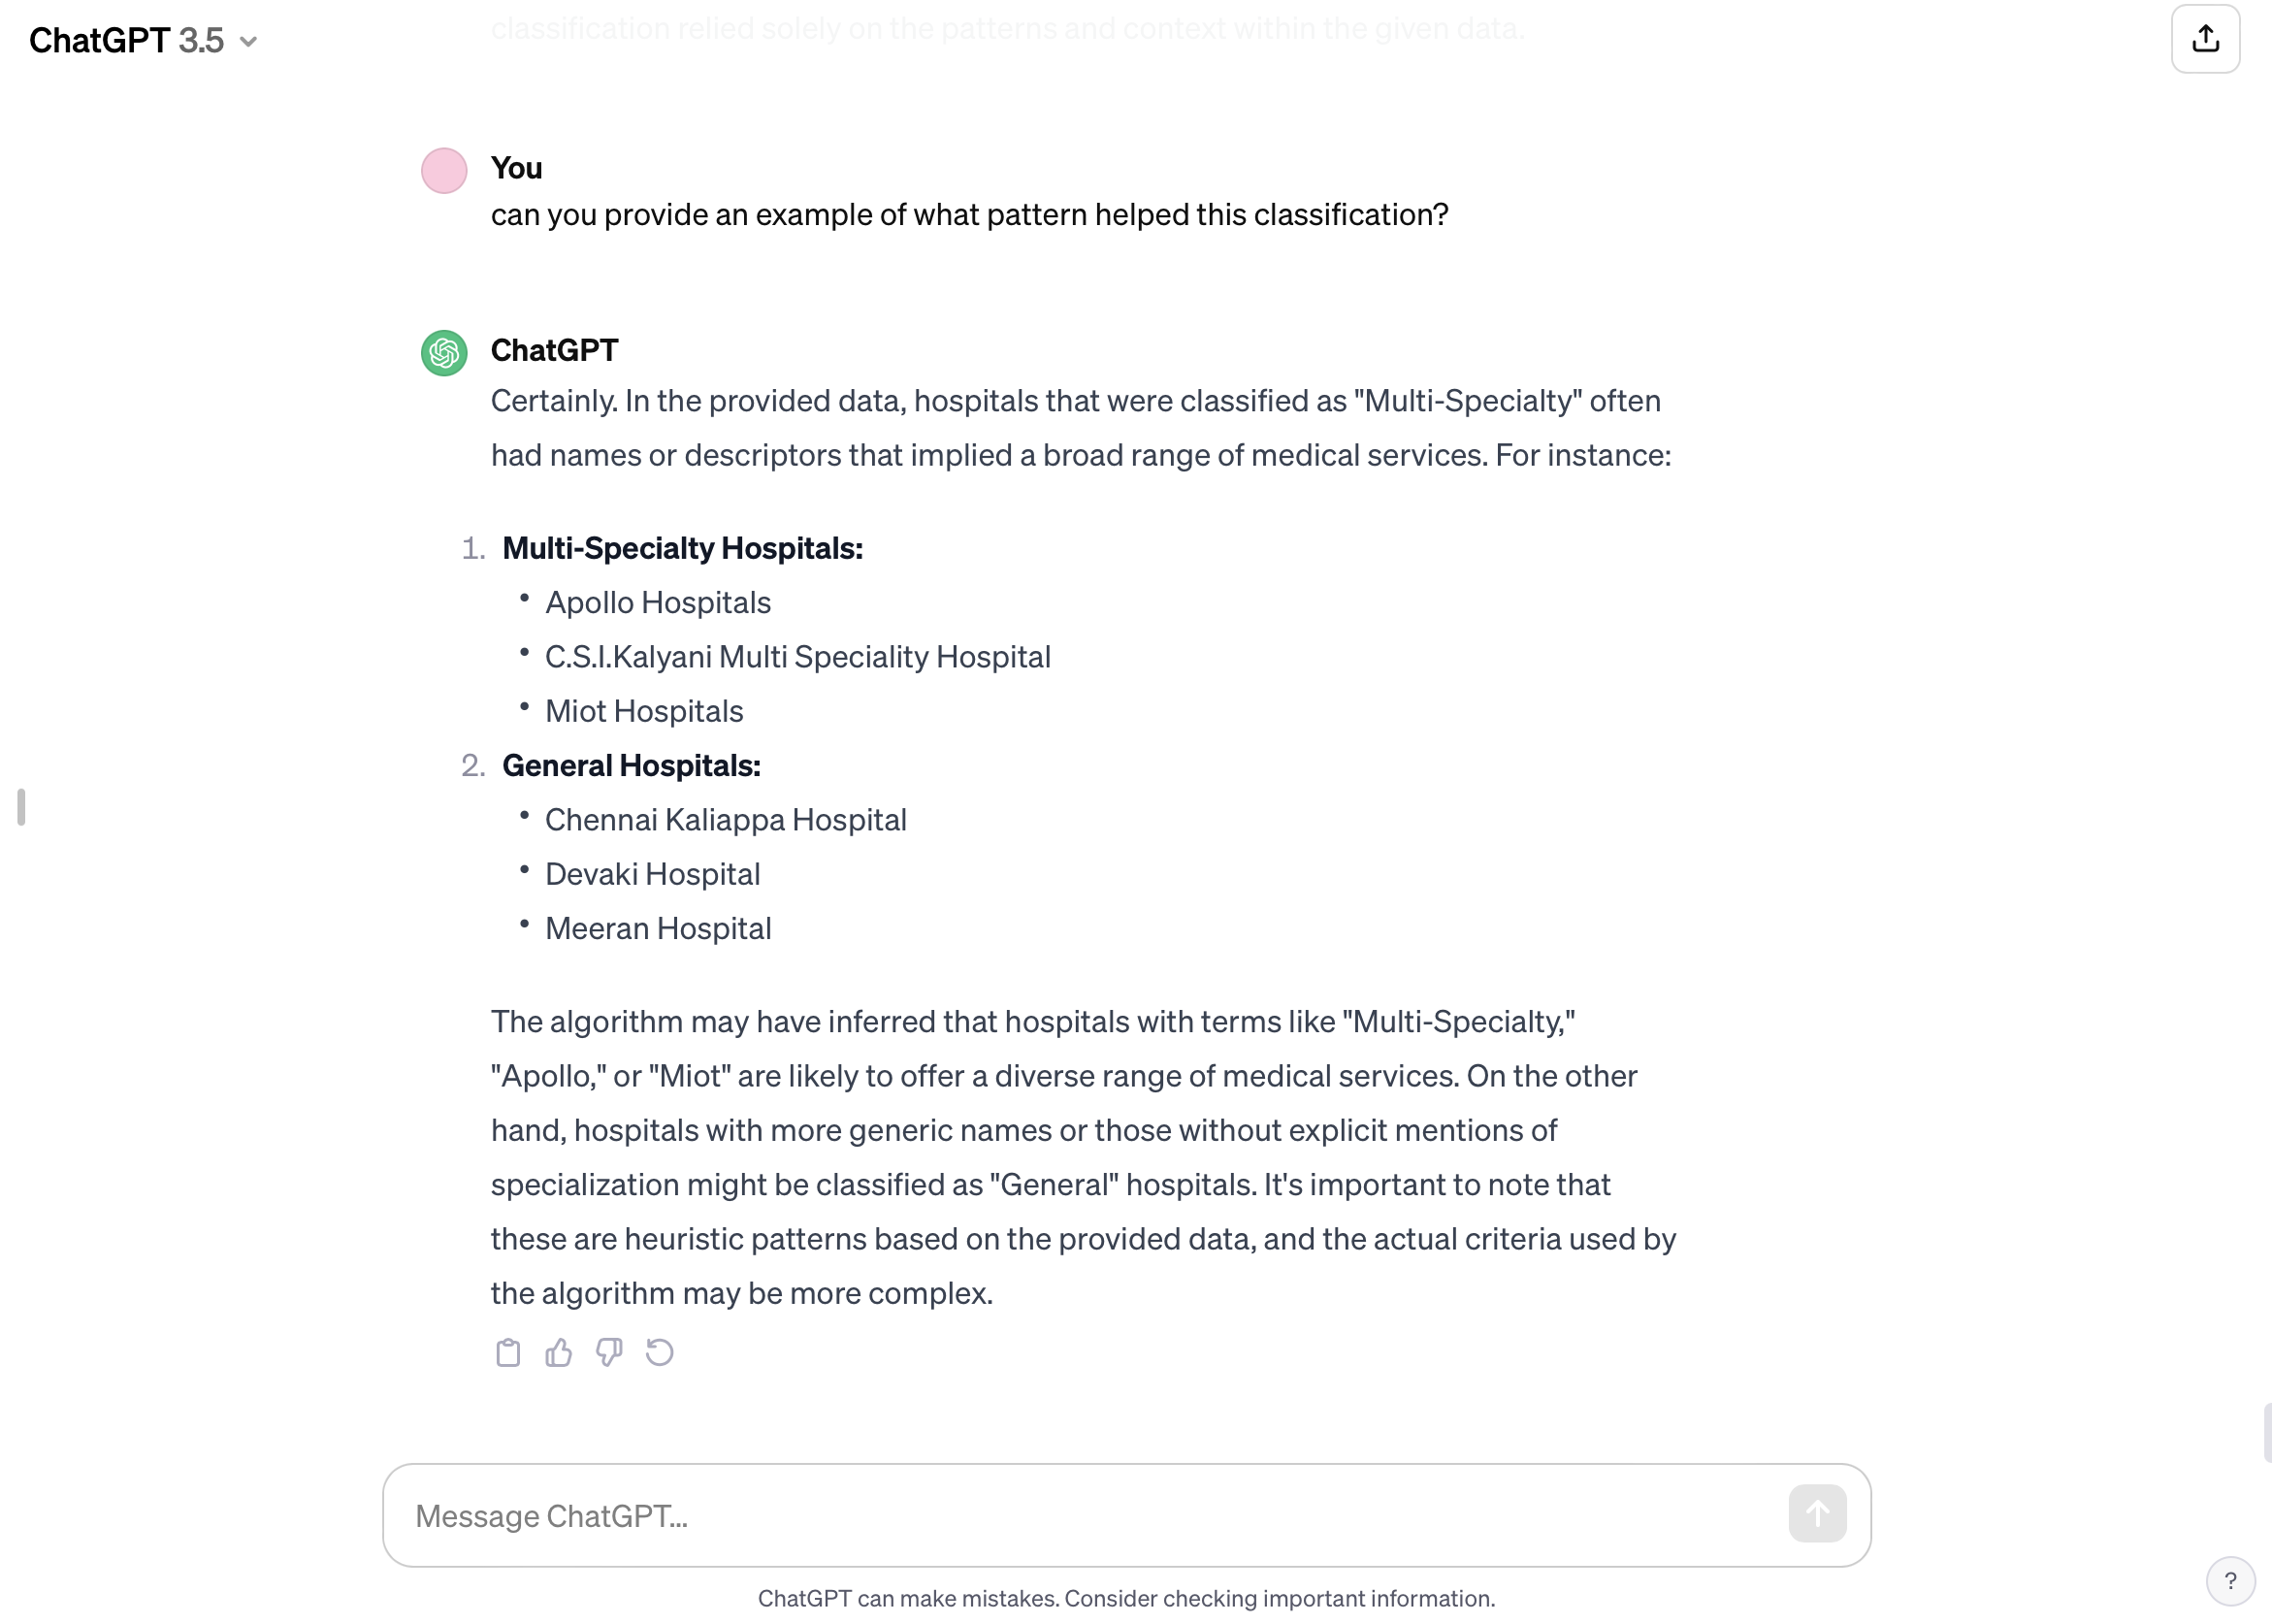 classification relied solely on the patterns and context within the given data.
ChatGPT 3.5
You
can you provide an example of what pattern helped this classification?
ChatGPT
Certainly. In the provided data, hospitals that were classified as "Multi-Specialty" often
had names or descriptors that implied a broad range of medical services. For instance:
1. Multi-Specialty Hospitals:
• Apollo Hospitals
• C.S.I.Kalyani Multi Speciality Hospital
• Miot Hospitals
2. General Hospitals:
• Chennai Kaliappa Hospital
• Devaki Hospital
• Meeran Hospital
The algorithm may have inferred that hospitals with terms like "Multi-Specialty,"
"Apollo," or "Miot" are likely to offer a diverse range of medical services. On the other
hand, hospitals with more generic names or those without explicit mentions of
specialization might be classified as "General" hospitals. It's important to note that
these are heuristic patterns based on the provided data, and the actual criteria used by
the algorithm may be more complex.
Message ChatGPT...
ChatGPT can make mistakes. Consider checking important information.
?